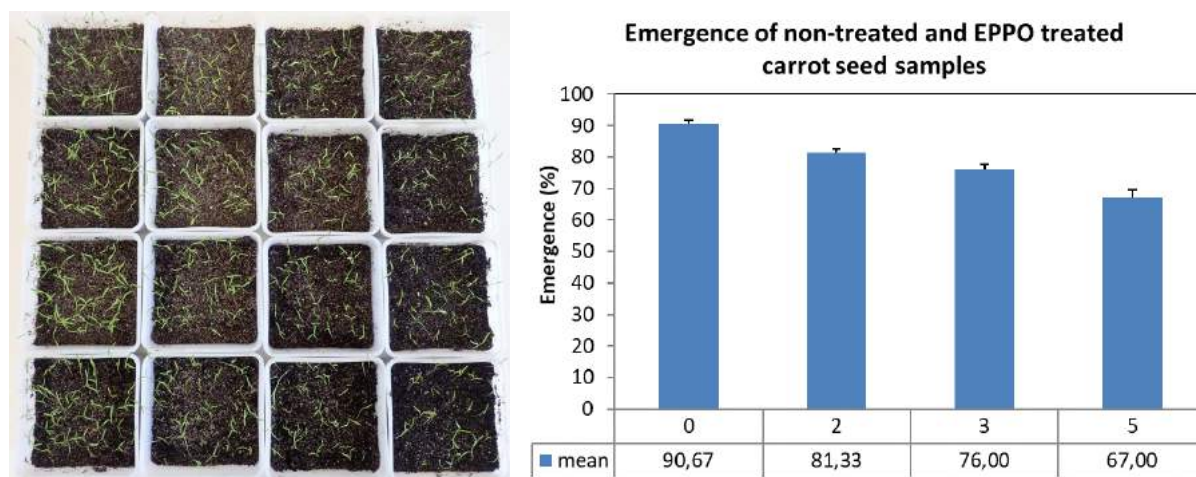 Emergence of non-treated and EPPO treated
carrot seed samples
Emergence (%)
100
90
80
70
60
50
40
30
20
10
0
0 2 3 5
mean 90,67 81,33 76,00 67,00